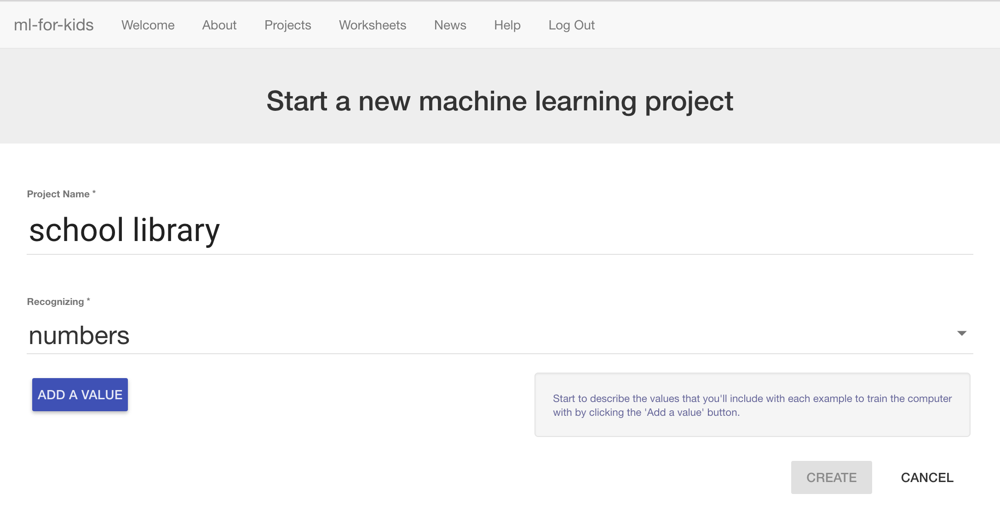 ml-for-kids Welcome About Projects Worksheets News Help Log Out
Start a new machine learning project
Project Name *
school library
Recognizing *
numbers
ADD A VALUE
Start to describe the values that you'll include with each example to train the computer
with by clicking the 'Add a value' button.
CREATE CANCEL